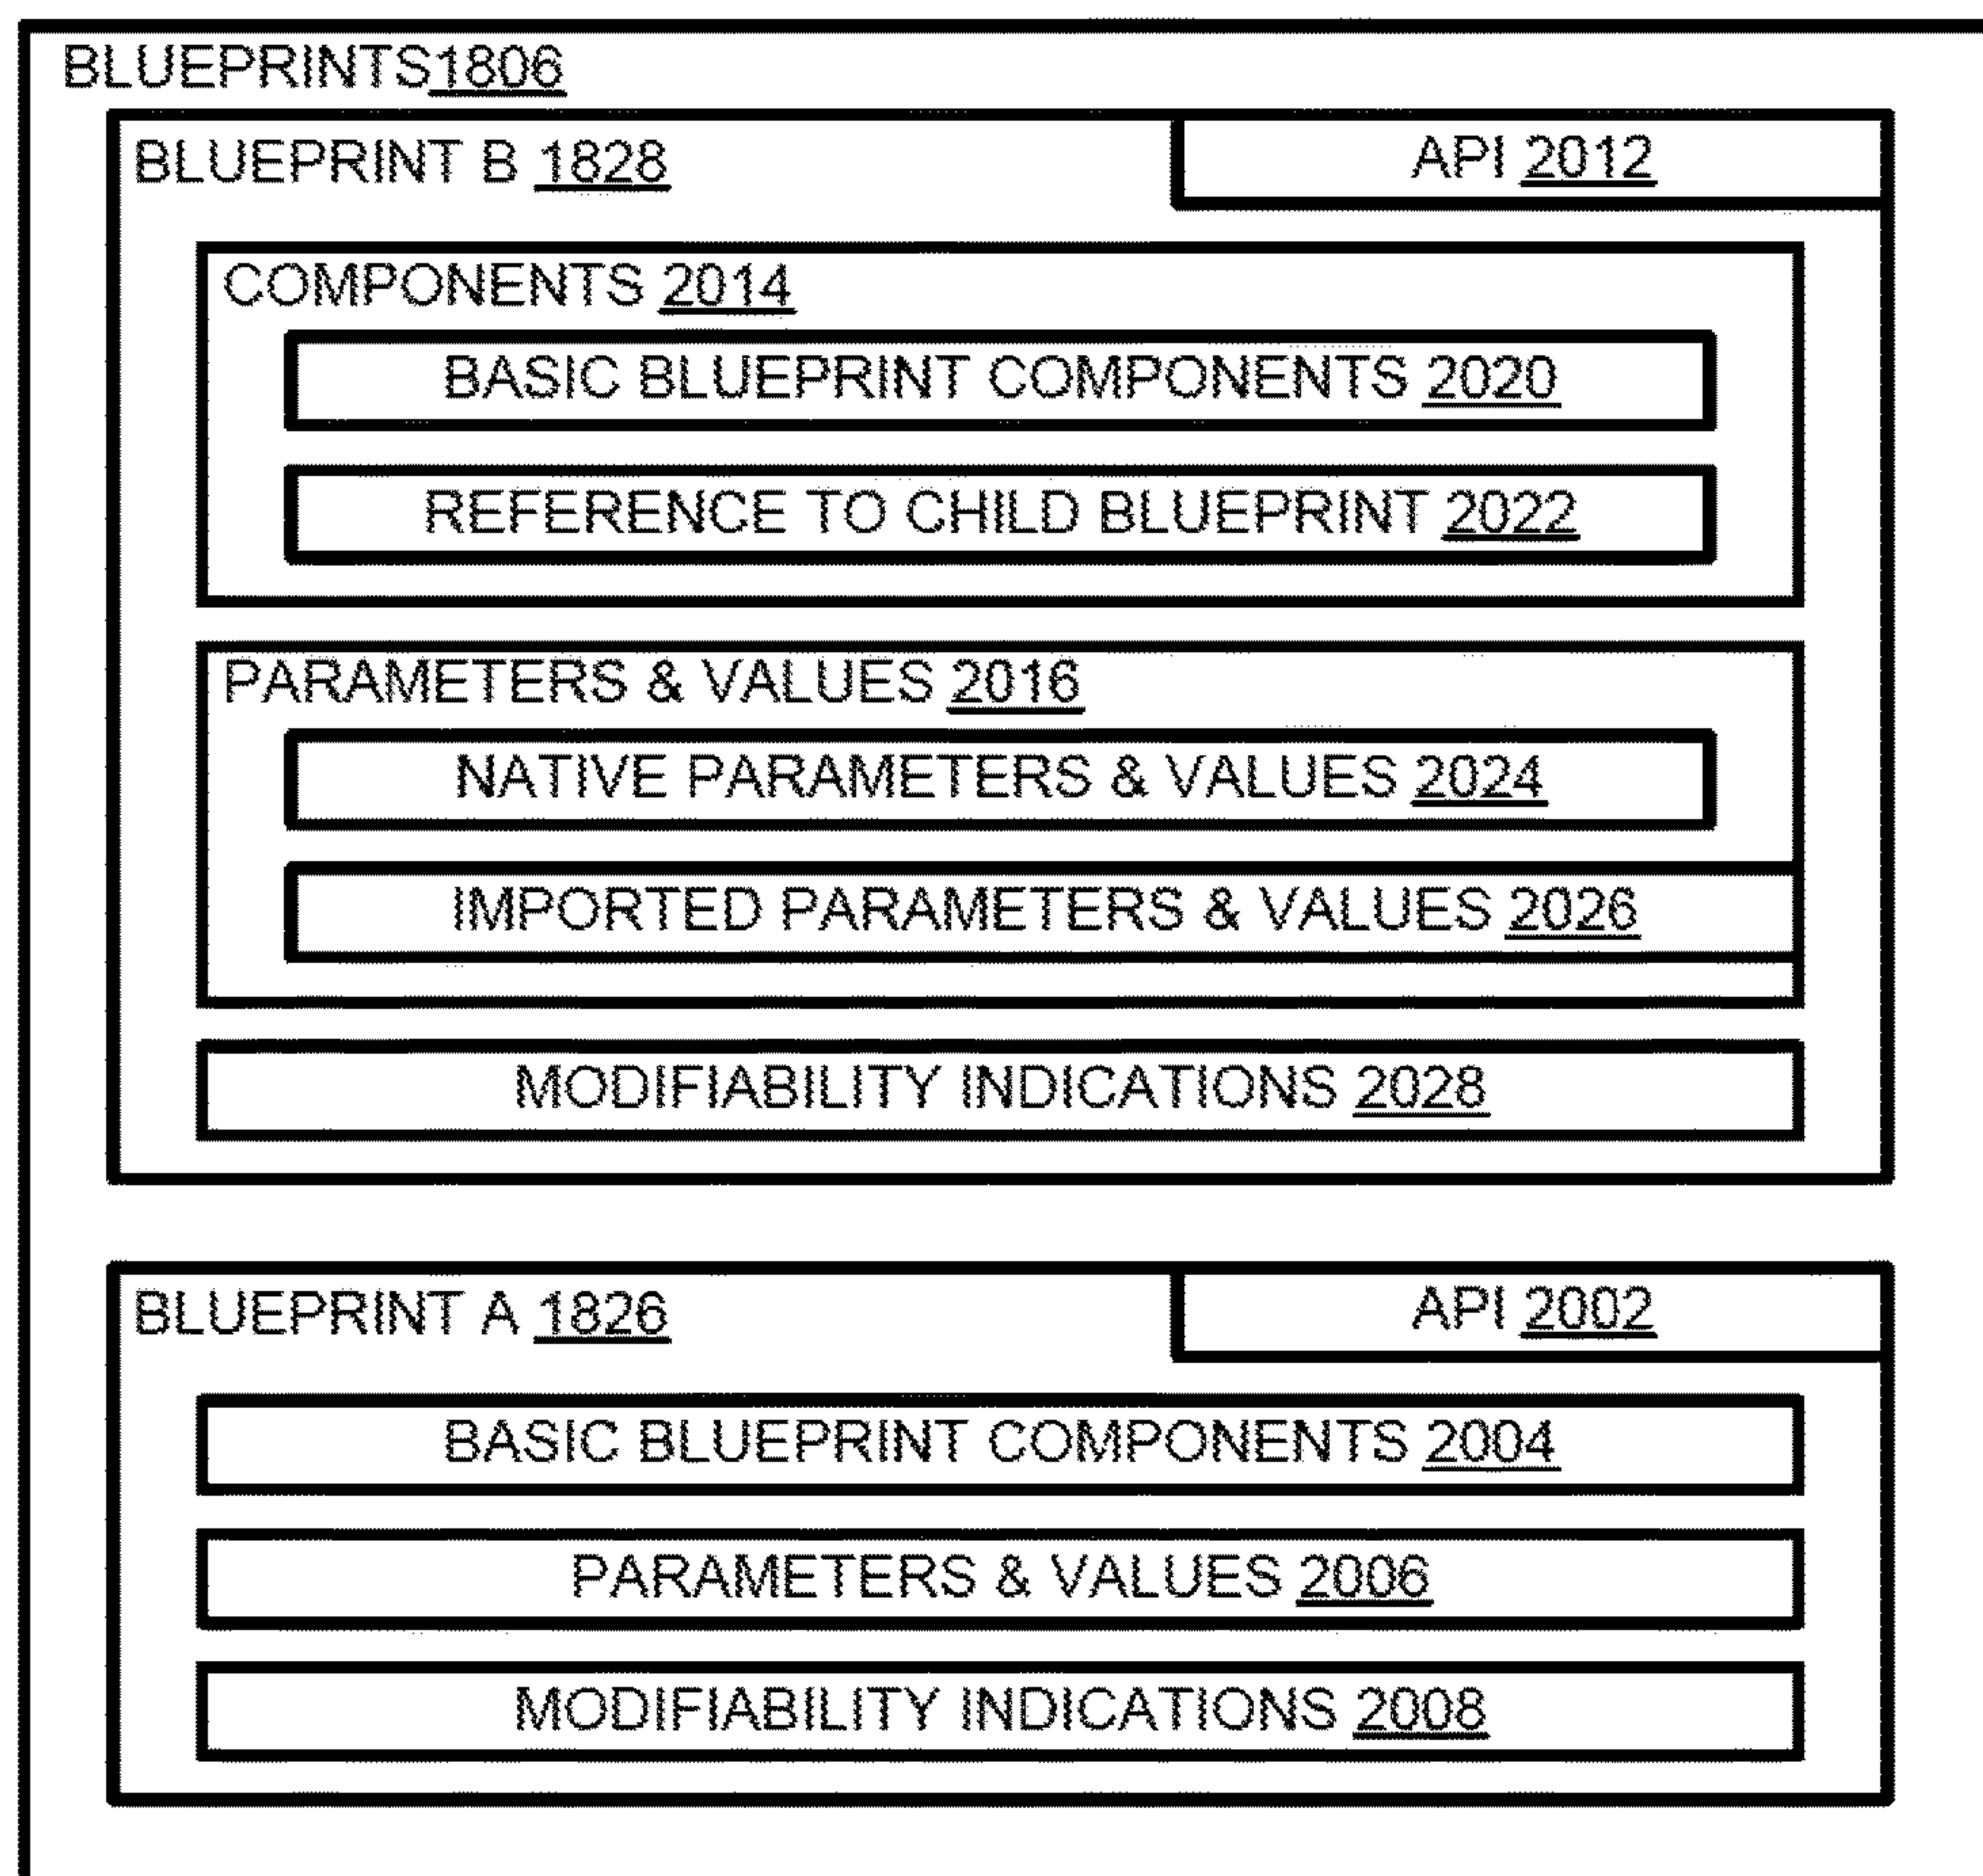 BLUEPRINTS1806
BLUEPRINT B 1828
API 2012
COMPONENTS 2014
BASIC BLUEPRINT COMPONENTS 2020
REFERENCE TO CHILD BLUEPRINT 2022
PARAMETERS & VALUES 2016
NATIVE PARAMETERS & VALUES 2024
IMPORTED PARAMETERS & VALUES 2026
MODIFIABILITY INDICATIONS 2028
BLUEPRINT A 1826
API 2002
BASIC BLUEPRINT COMPONENTS 2004
PARAMETERS & VALUES 2006
MODIFIABILITY INDICATIONS 2008